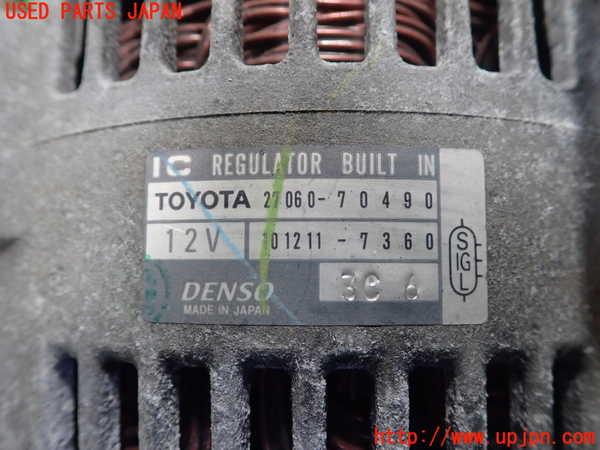 USED PARTS JAPAN
IC REGULATOR BUILT IN
TOYOTA 27060-70490
12V 101211-7360
DENSO 3C 6
MADE IN JAPAN
S
IG
L
http://www.upjpn.com